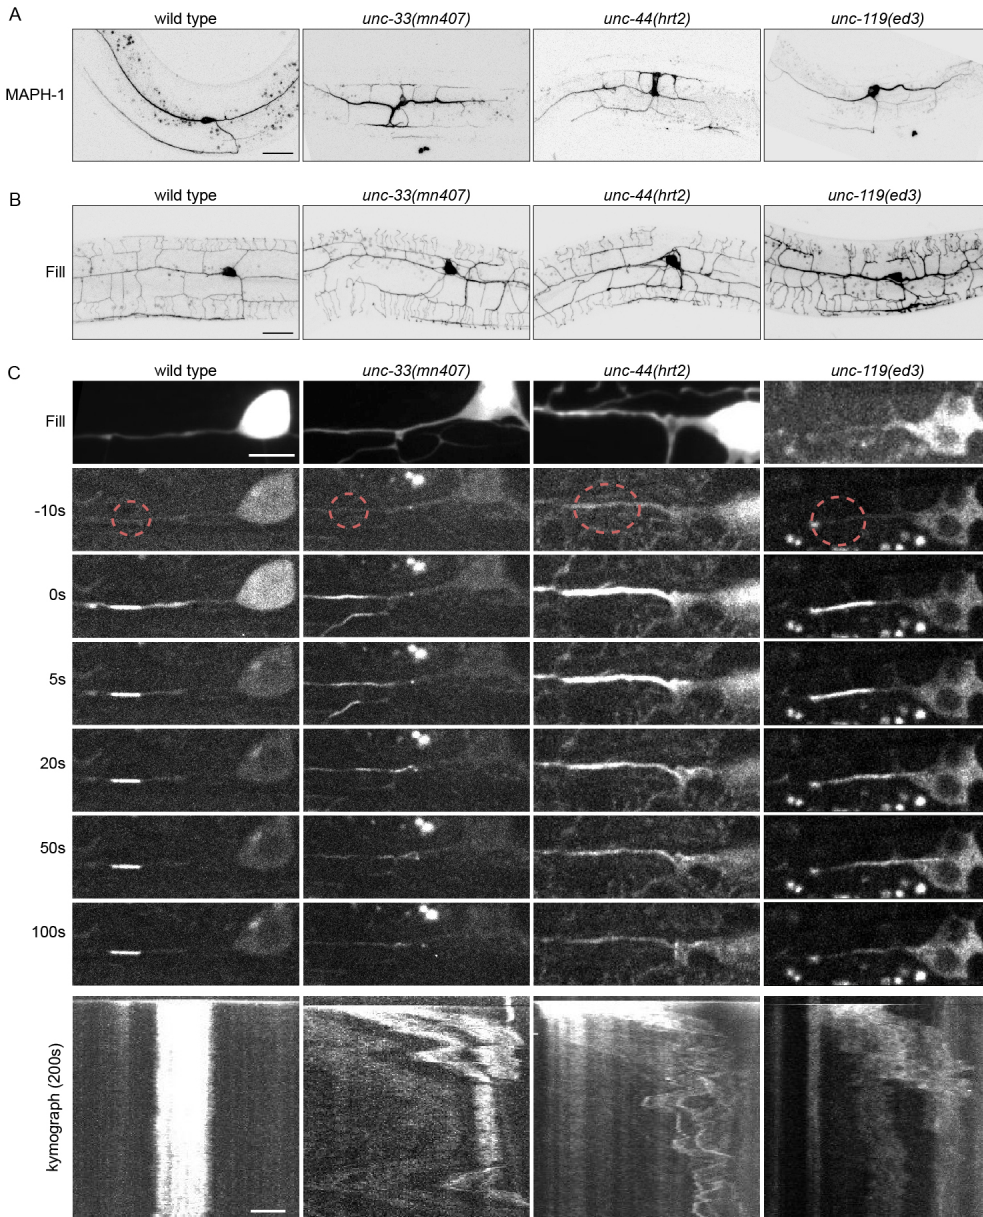 A
wild type unc-33(mn407) unc-44(hrt2) unc-119(ed3)
MAPH-1
B
wild type unc-33(mn407) unc-44(hrt2) unc-119(ed3)
Fill
C
wild type unc-33(mn407) unc-44(hrt2) unc-119(ed3)
Fill
-10s
0s
5s
20s
50s
100s
kymograph (200s)